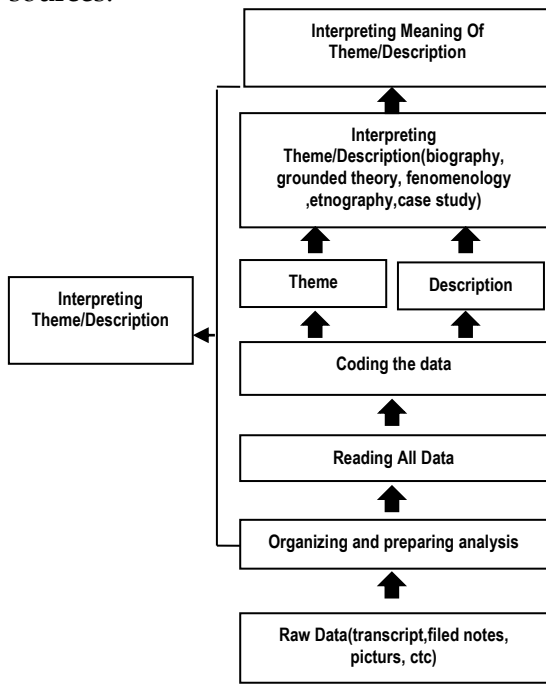 sources.
Interpreting Meaning Of
Theme/Description
Interpreting
Theme/Description(biography,
grounded theory, fenomenology
,etnography,case study)
Theme
Description
Interpreting
Theme/Description
Coding the data
Reading All Data
Organizing and preparing analysis
Raw Data(transcript,filed notes,
picturs, ctc)